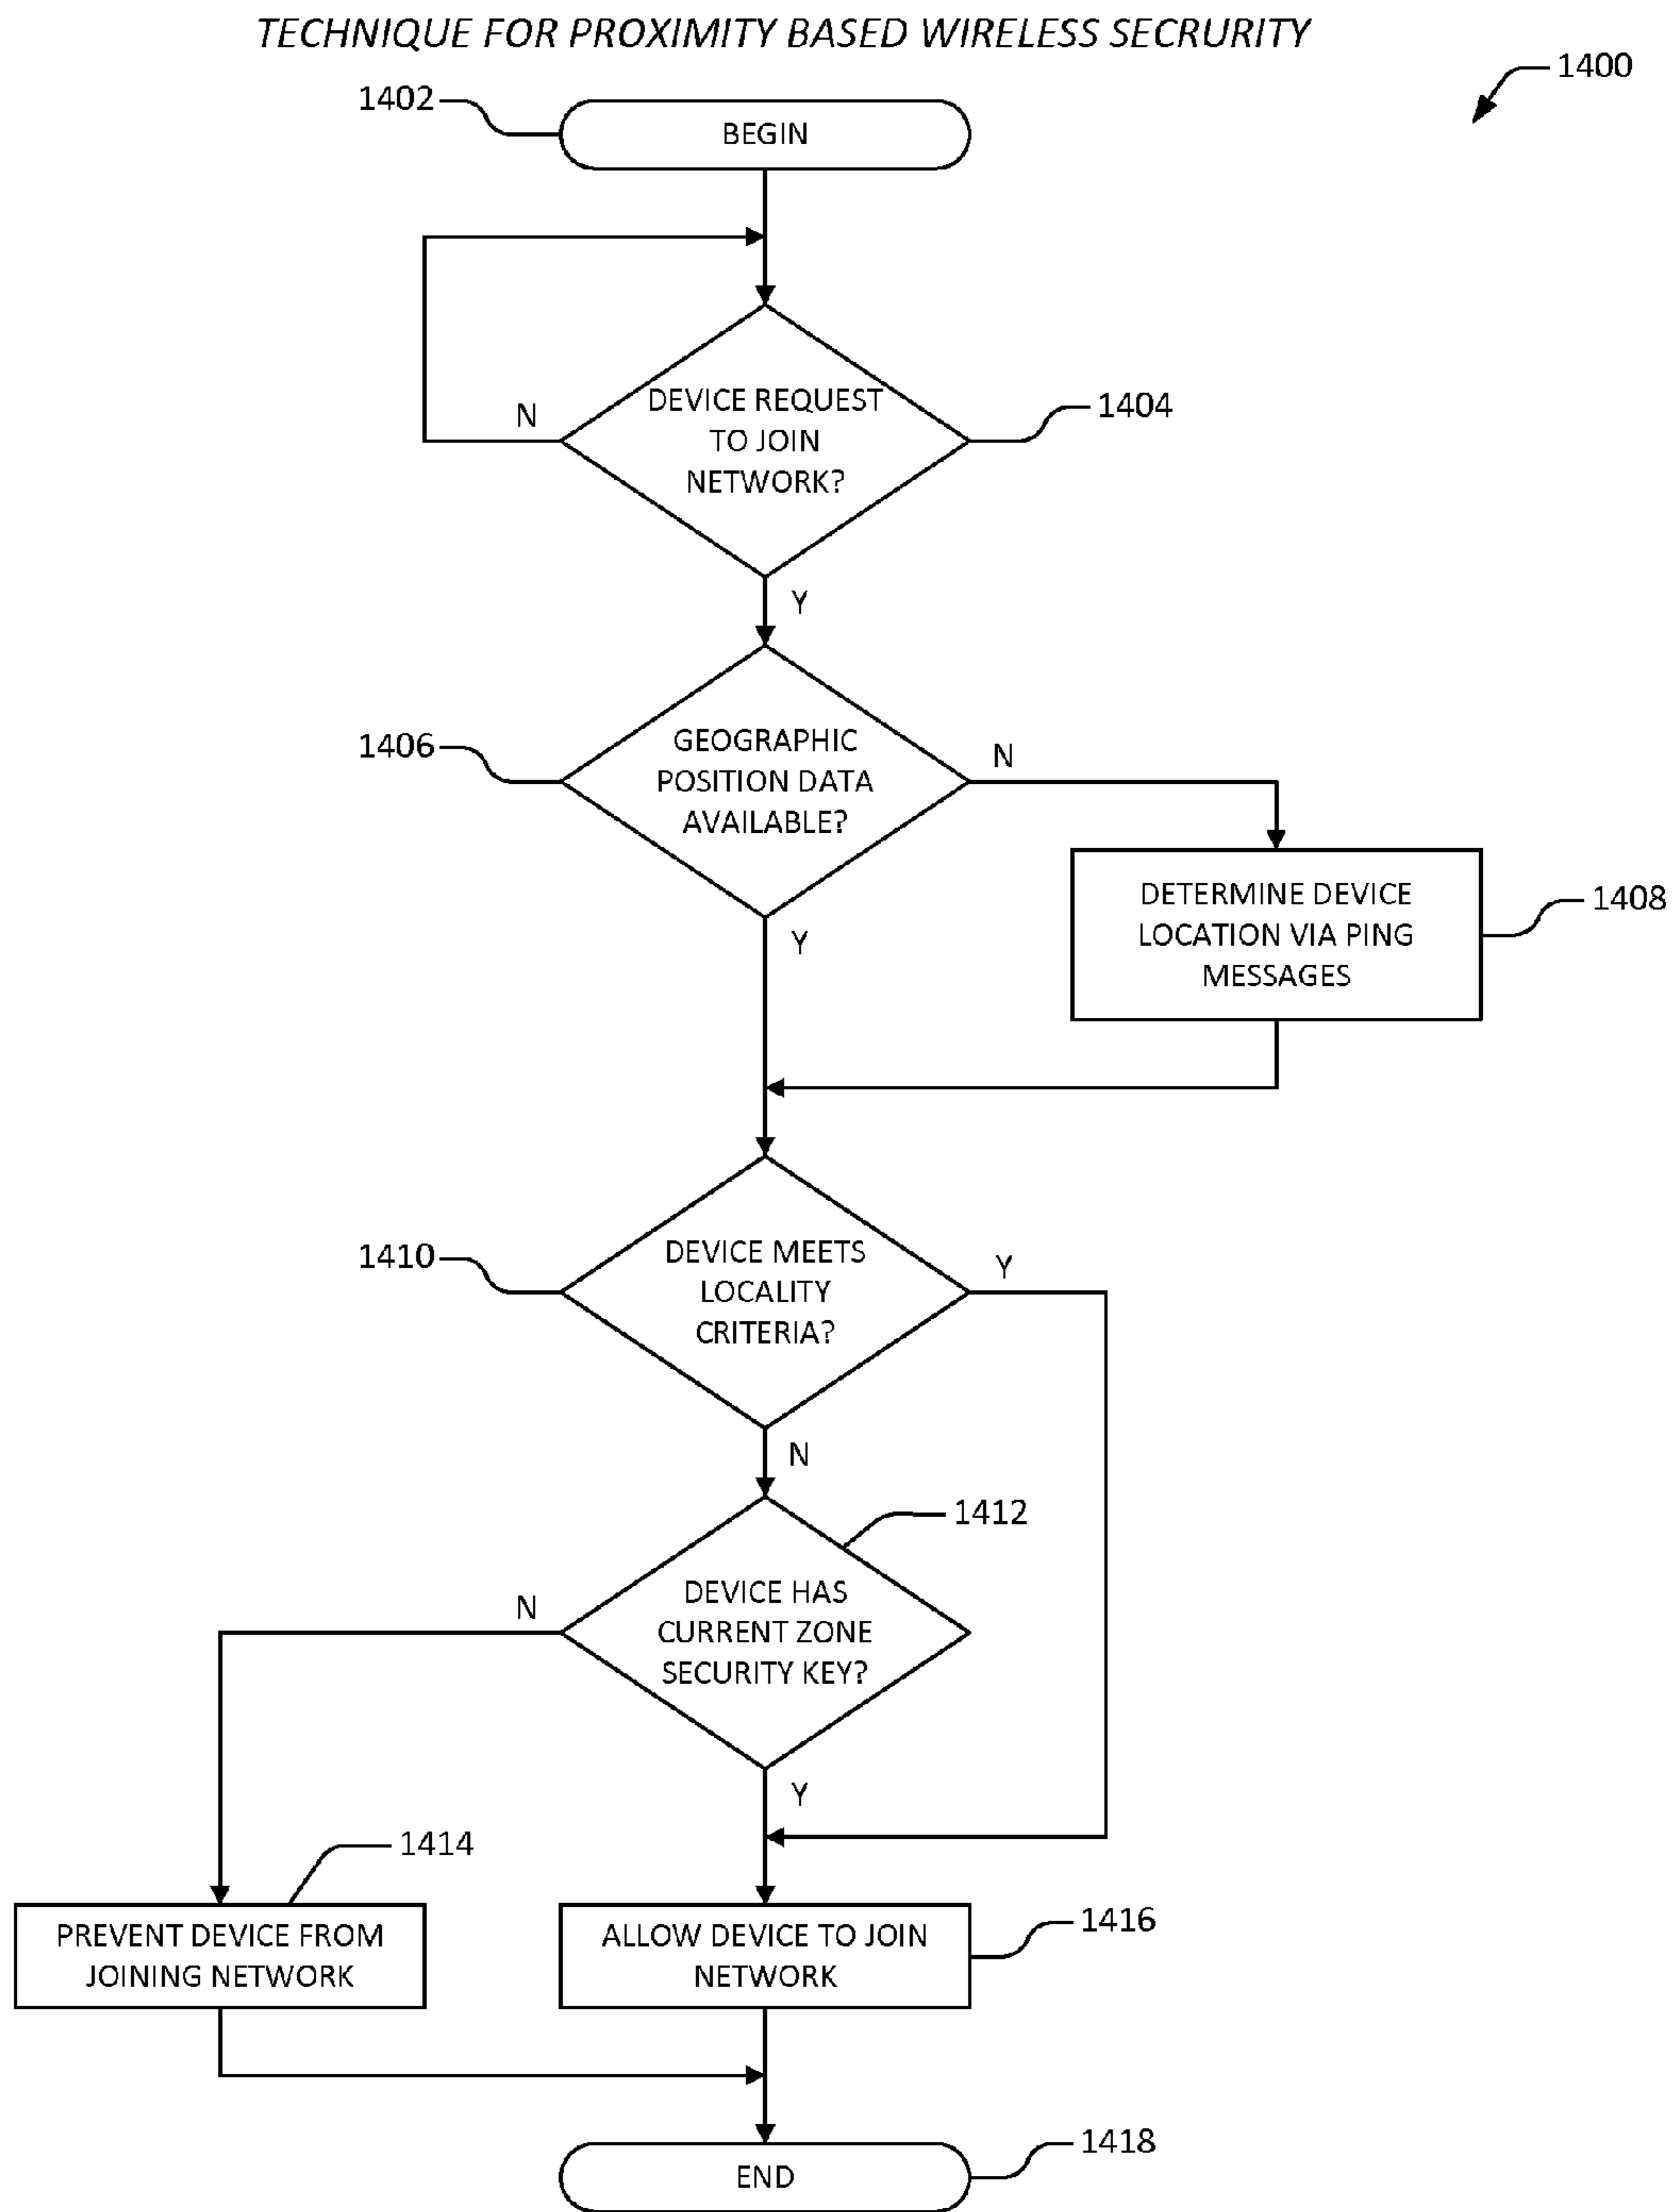 TECHNIQUE FOR PROXIMITY BASED WIRELESS SECRURITY
1400
1402
BEGIN
DEVICE REQUEST
TO JOIN
NETWORK?
N
1404
Y
1406
GEOGRAPHIC
POSITION DATA
AVAILABLE?
N
Y
DETERMINE DEVICE
LOCATION VIA PING
MESSAGES
1408
1410
DEVICE MEETS
LOCALITY
CRITERIA?
Y
N
1412
DEVICE HAS
CURRENT ZONE
SECURITY KEY?
N
Y
1414
PREVENT DEVICE FROM
JOINING NETWORK
ALLOW DEVICE TO JOIN
NETWORK
1416
END
1418